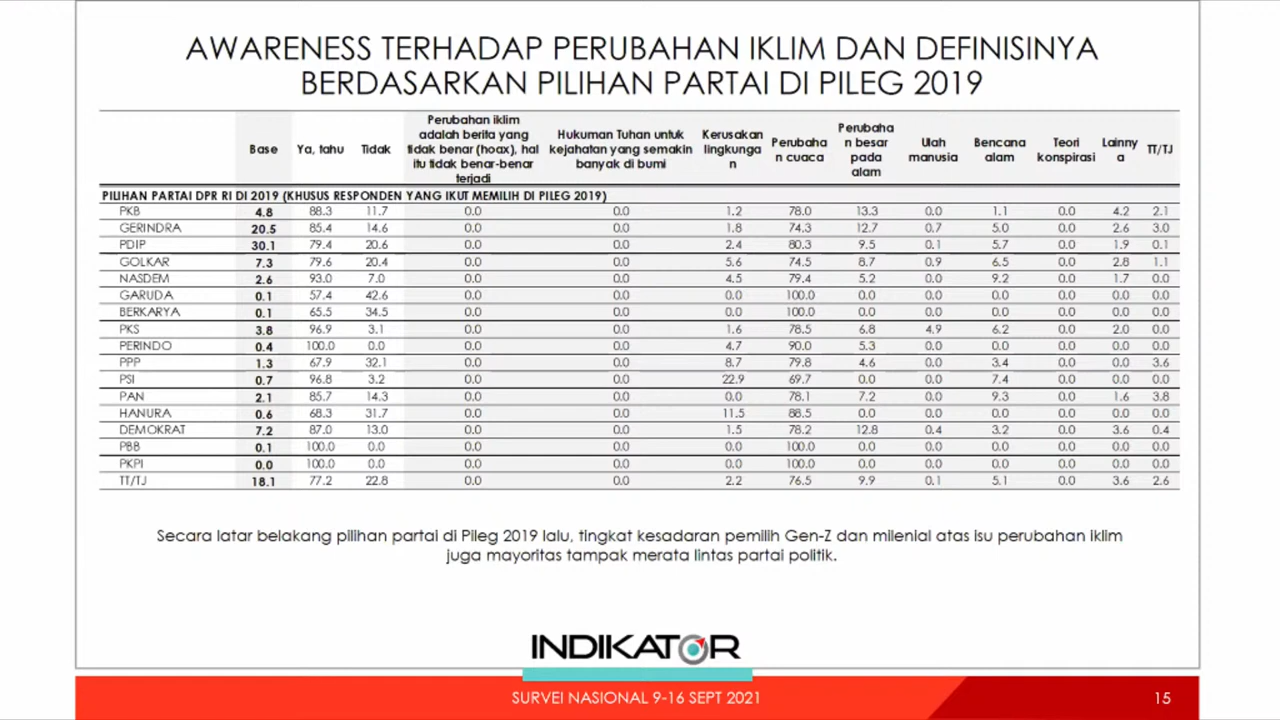 AWARENESS TERHADAP PERUBAHAN IKLIM DAN DEFINISINYA
BERDASARKAN PILIHAN PARTAI DI PILEG 2019
Base Ya, tahu Tidak Perubahan iklim adalah berita yang tidak benar (hoax), hal itu tidak benar-benar terjadi Hukuman Tuhan untuk kejahatan yang semakin banyak di bumi Kerusakan lingkunga n Perubaha n cuaca Perubaha n besar pada alam Ulah manusia Bencana alam Teori konspirasi Lainny a TT/TJ
PILIHAN PARTAI DPR RI DI 2019 (KHUSUS RESPONDEN YANG IKUT MEMILIH DI PILEG 2019)
PKB 4.8 88.3 11.7 0.0 0.0 1.2 78.0 13.3 0.0 1.1 0.0 4.2 2.1
GERINDRA 20.5 85.4 14.6 0.0 0.0 1.8 74.3 12.7 0.7 5.0 0.0 2.6 3.0
PDIP 30.1 79.4 20.6 0.0 0.0 2.4 80.3 9.5 0.1 5.7 0.0 1.9 0.1
GOLKAR 7.3 79.6 20.4 0.0 0.0 5.6 74.5 8.7 0.9 6.5 0.0 2.8 1.1
NASDEM 2.6 93.0 7.0 0.0 0.0 4.5 79.4 5.2 0.0 9.2 0.0 1.7 0.0
GARUDA 0.1 57.4 42.6 0.0 0.0 0.0 100.0 0.0 0.0 0.0 0.0 0.0 0.0
BERKARYA 0.1 65.5 34.5 0.0 0.0 0.0 100.0 0.0 0.0 0.0 0.0 0.0 0.0
PKS 3.8 96.9 3.1 0.0 0.0 1.6 78.5 6.8 4.9 6.2 0.0 2.0 0.0
PERINDO 0.4 100.0 0.0 0.0 0.0 4.7 90.0 5.3 0.0 0.0 0.0 0.0 0.0
PPP 1.3 67.9 32.1 0.0 0.0 8.7 79.8 4.6 0.0 3.4 0.0 0.0 3.6
PSI 0.7 96.8 3.2 0.0 0.0 22.9 69.7 0.0 0.0 7.4 0.0 0.0 0.0
PAN 2.1 85.7 14.3 0.0 0.0 0.0 78.1 7.2 0.0 9.3 0.0 1.6 3.8
HANURA 0.6 68.3 31.7 0.0 0.0 11.5 88.5 0.0 0.0 0.0 0.0 0.0 0.0
DEMOKRAT 7.2 87.0 13.0 0.0 0.0 1.5 78.2 12.8 0.4 3.2 0.0 3.6 0.4
PBB 0.1 100.0 0.0 0.0 0.0 0.0 100.0 0.0 0.0 0.0 0.0 0.0 0.0
PKPI 0.0 100.0 0.0 0.0 0.0 0.0 100.0 0.0 0.0 0.0 0.0 0.0 0.0
TT/TJ 18.1 77.2 22.8 0.0 0.0 2.2 76.5 9.9 0.1 5.1 0.0 3.6 2.6
Secara latar belakang pilihan partai di Pileg 2019 lalu, tingkat kesadaran pemilih Gen-Z dan milenial atas isu perubahan iklim
juga mayoritas tampak merata lintas partai politik.
INDIKATOR
SURVEI NASIONAL 9-16 SEPT 2021
15